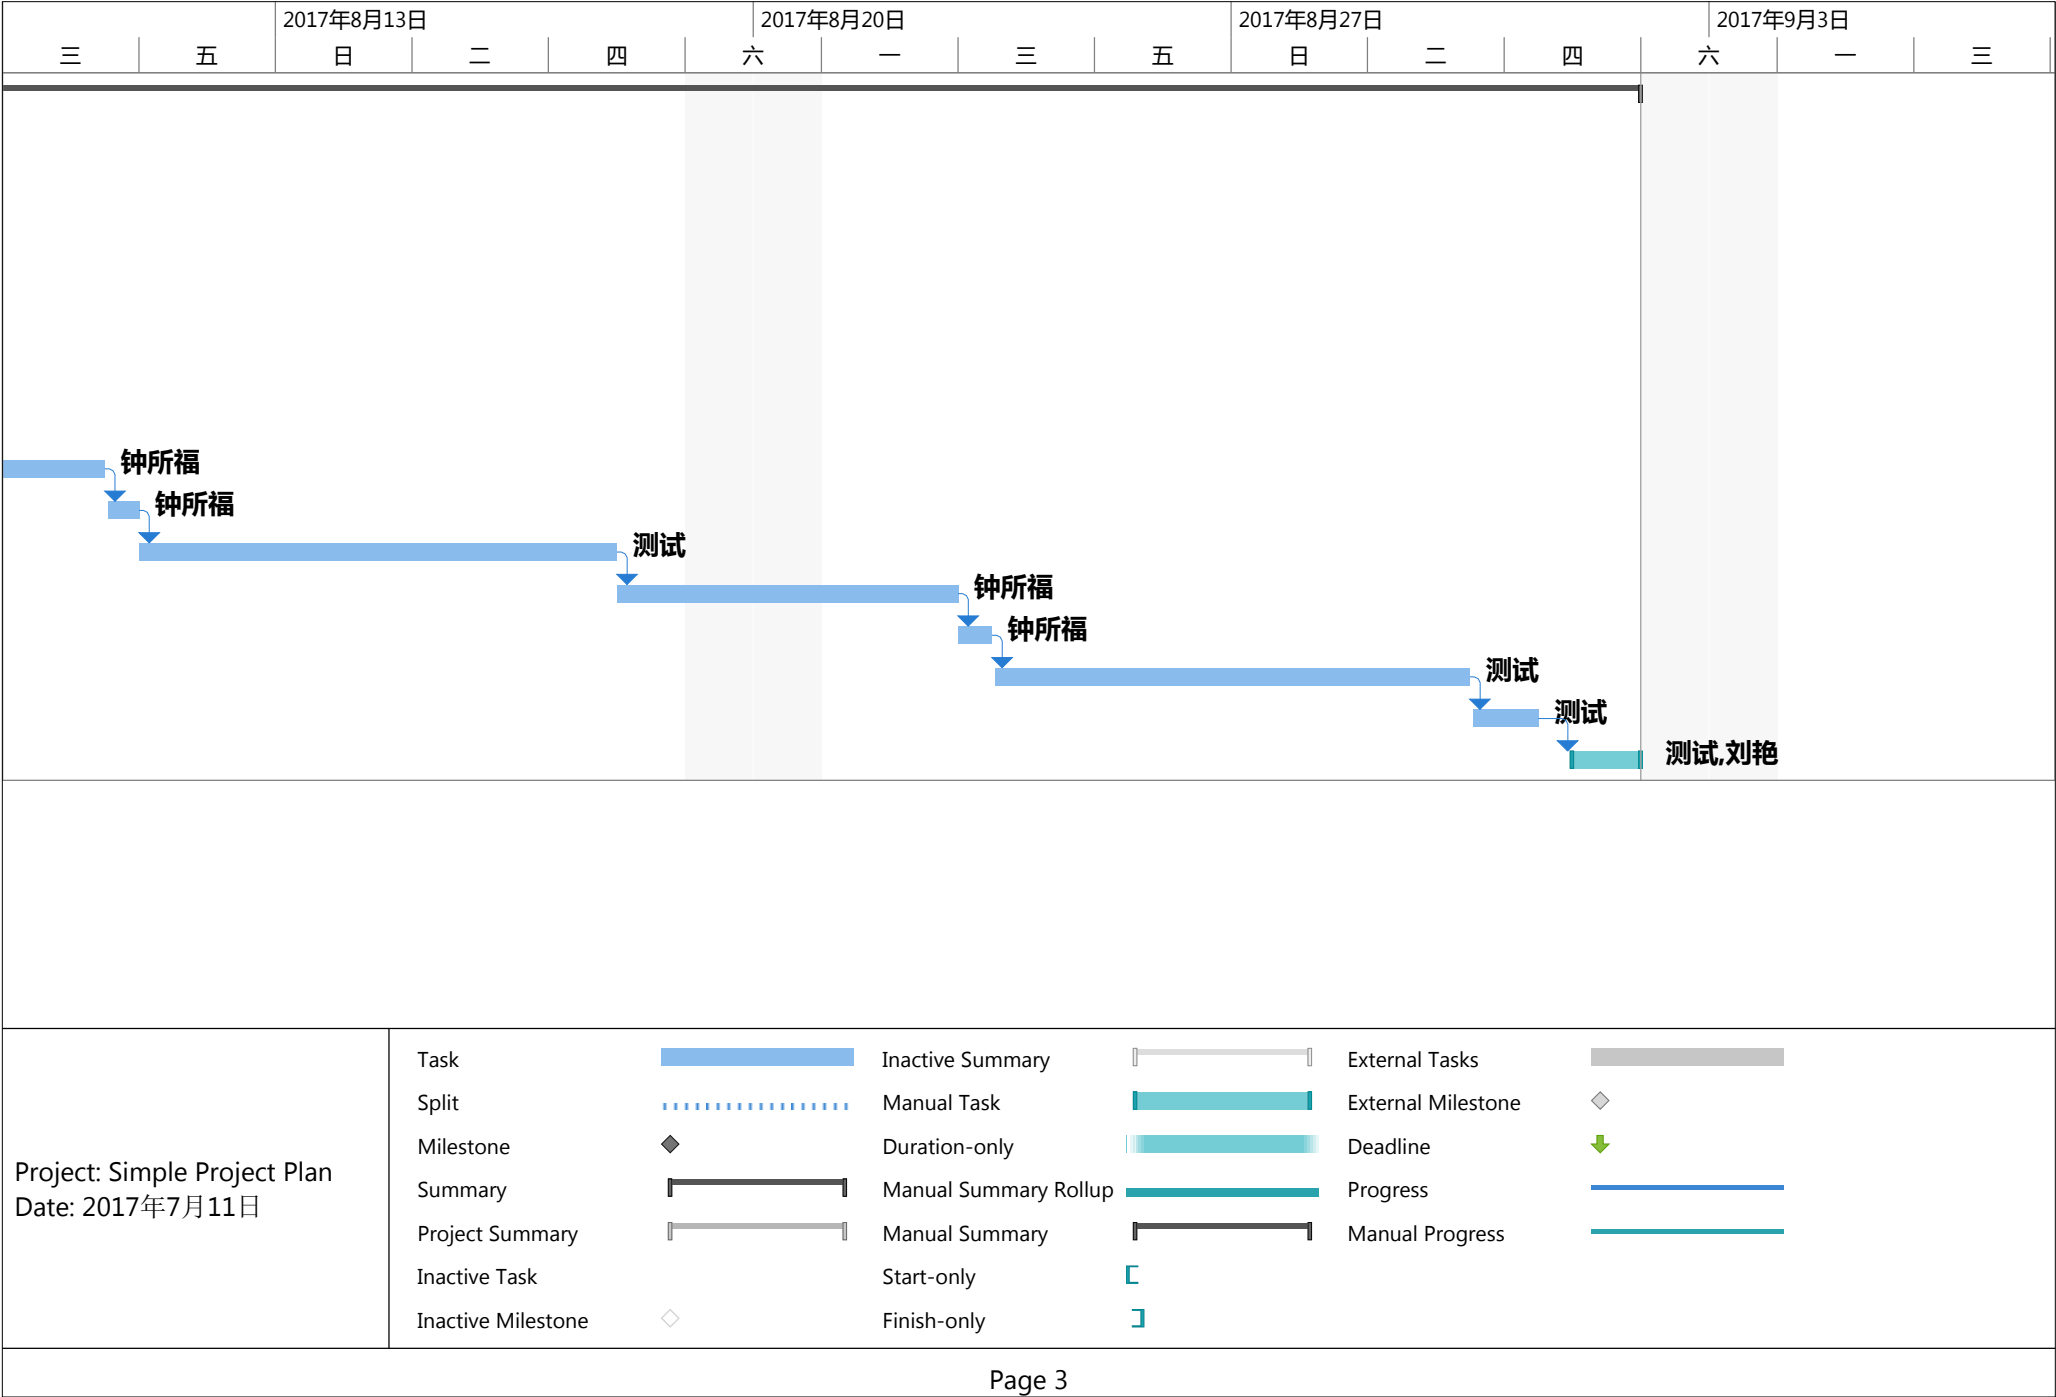 2017年8月13日 2017年8月20日 2017年8月27日 2017年9月3日
三 五 日 二 四 六 一 三 五 日 二 四 六 一 三
钟所福
钟所福
测试
钟所福
钟所福
测试
测试
测试,刘艳
Project: Simple Project Plan
Date: 2017年7月11日
Task Inactive Summary External Tasks
Split Manual Task External Milestone
Milestone Duration-only Deadline
Summary Manual Summary Rollup Progress
Project Summary Manual Summary Manual Progress
Inactive Task Start-only
Inactive Milestone Finish-only
Page 3